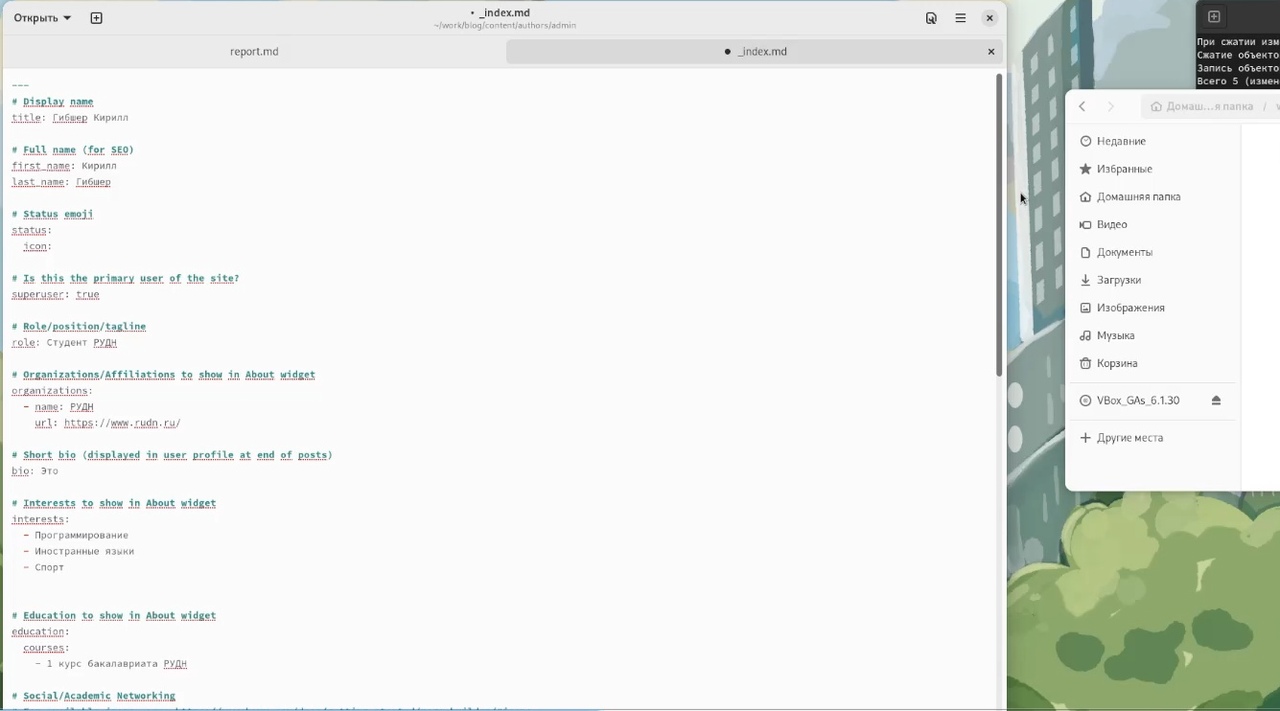 Открыть
• _index.md
~/work/blog/content/authors/admin
report.md
• _index.md
---
# Display name
title: Гибшер Кирилл
# Full name (for SEO)
first_name: Кирилл
last_name: Гибшер
# Status emoji
status:
icon:
# Is this the primary user of the site?
superuser: true
# Role/position/tagline
role: Студент РУДН
# Organizations/Affiliations to show in About widget
organizations:
- name: РУДН
url: https://www.rudn.ru/
# Short bio (displayed in user profile at end of posts)
bio: Это
# Interests to show in About widget
interests:
- Программирование
- Иностранные языки
- Спорт
# Education to show in About widget
education:
courses:
- 1 курс бакалавриата РУДН
# Social/Academic Networking
При сжатии изм
Сжатие объекто
Запись объекто
Всего 5 (измен
Домаш...я папка /
Недавние
Избранные
Домашняя папка
Видео
Документы
Загрузки
Изображения
Музыка
Корзина
VBox_GAs_6.1.30
Другие места